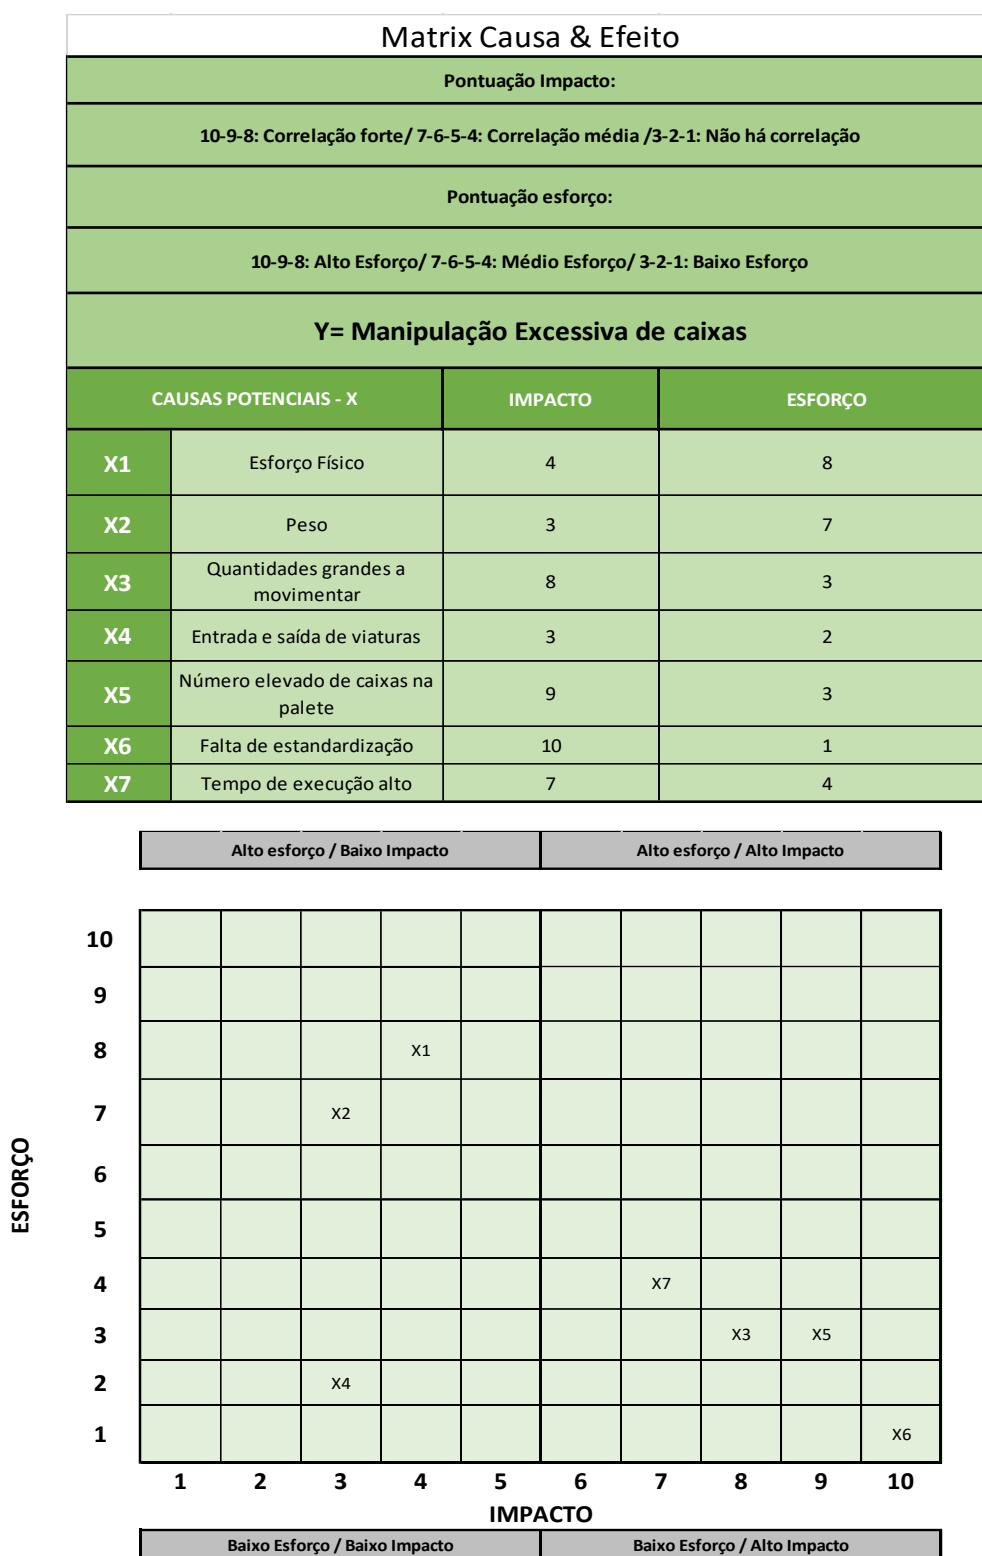 Matrix Causa & Efeito
Pontuação Impacto:
10-9-8: Correlação forte/ 7-6-5-4: Correlação média /3-2-1: Não há correlação
Pontuação esforço:
10-9-8: Alto Esforço/ 7-6-5-4: Médio Esforço/ 3-2-1: Baixo Esforço
Y= Manipulação Excessiva de caixas
CAUSAS POTENCIAIS - X IMPACTO ESFORÇO
X1 Esforço Físico 4 8
X2 Peso 3 7
X3 Quantidades grandes a
movimentar 8 3
X4 Entrada e saída de viaturas 3 2
X5 Número elevado de caixas na
palete 9 3
X6 Falta de estandardização 10 1
X7 Tempo de execução alto 7 4
Alto esforço / Baixo Impacto Alto esforço / Alto Impacto
ESFORÇO
10
9
8 X1
7 X2
6
5
4 X7
3 X3 X5
2 X4
1 X6
1 2 3 4 5 6 7 8 9 10
IMPACTO
Baixo Esforço / Baixo Impacto Baixo Esforço / Alto Impacto